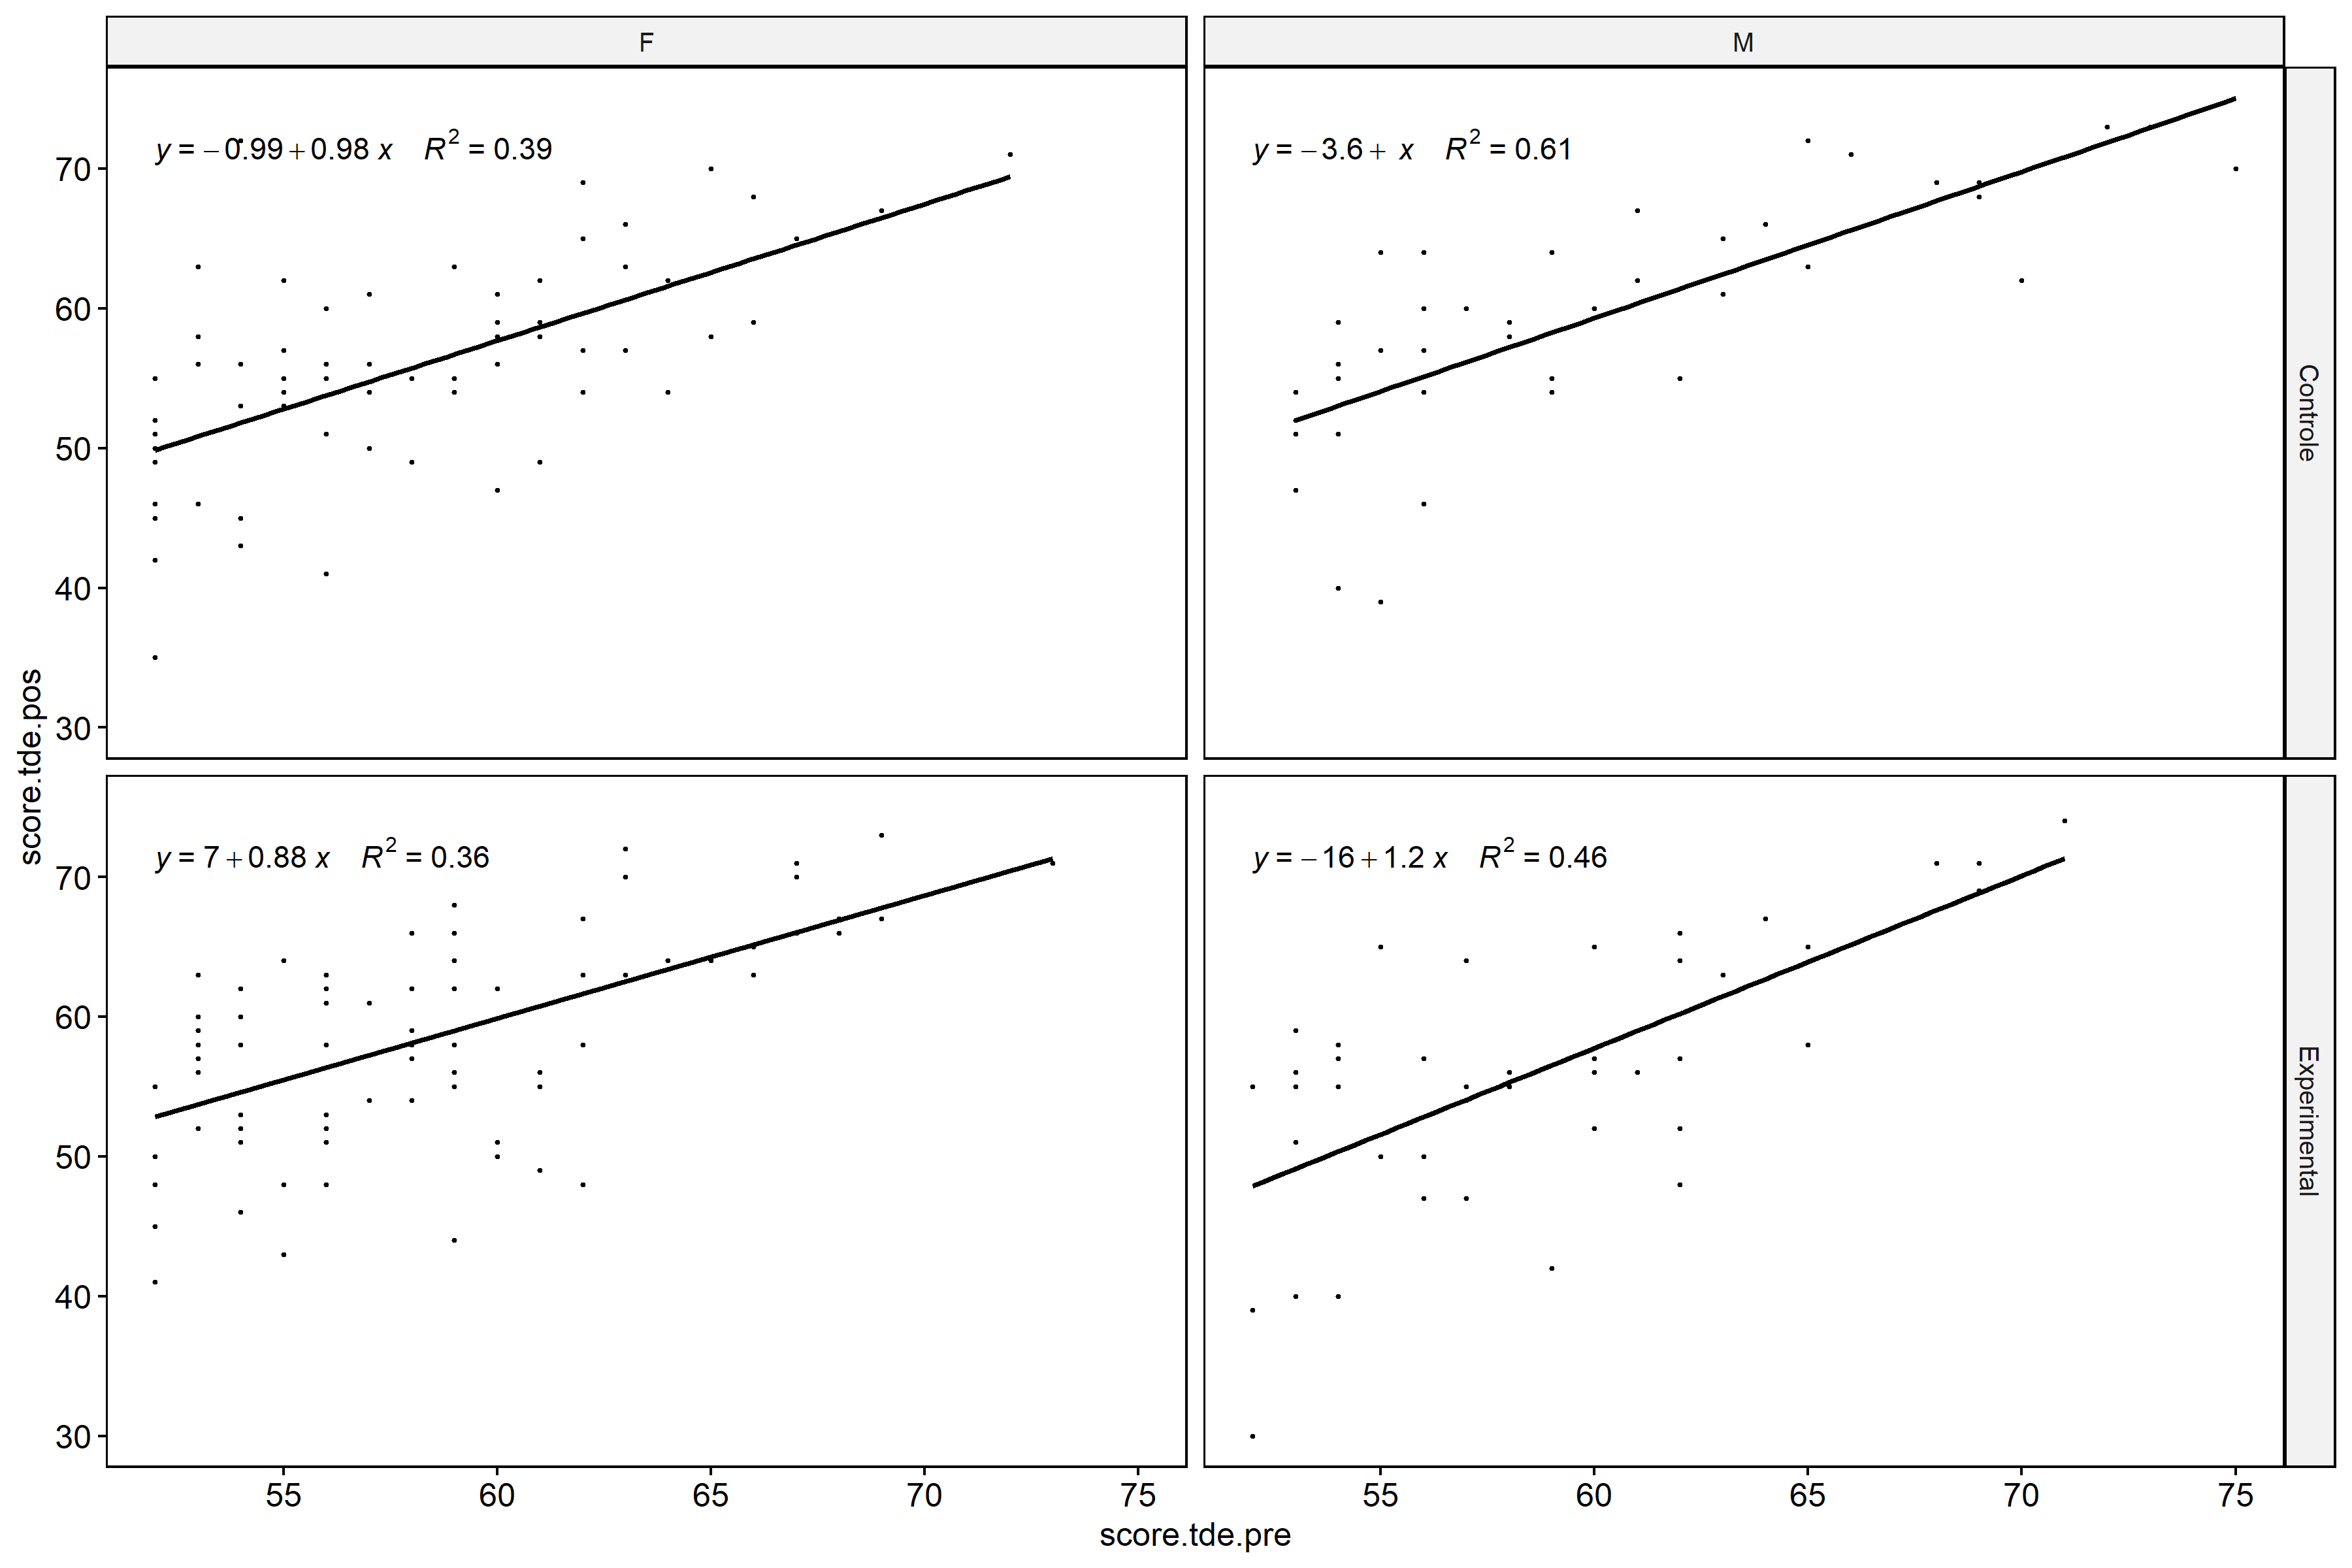 F
M
y = −0.99 + 0.98 x R² = 0.39
y = −3.6 + x R² = 0.61
70
60
50
40
30
Controle
score.tde.pos
y = 7 + 0.88 x R² = 0.36
y = −16 + 1.2 x R² = 0.46
70
60
50
40
30
Experimental
55 60 65 70 75
55 60 65 70 75
score.tde.pre